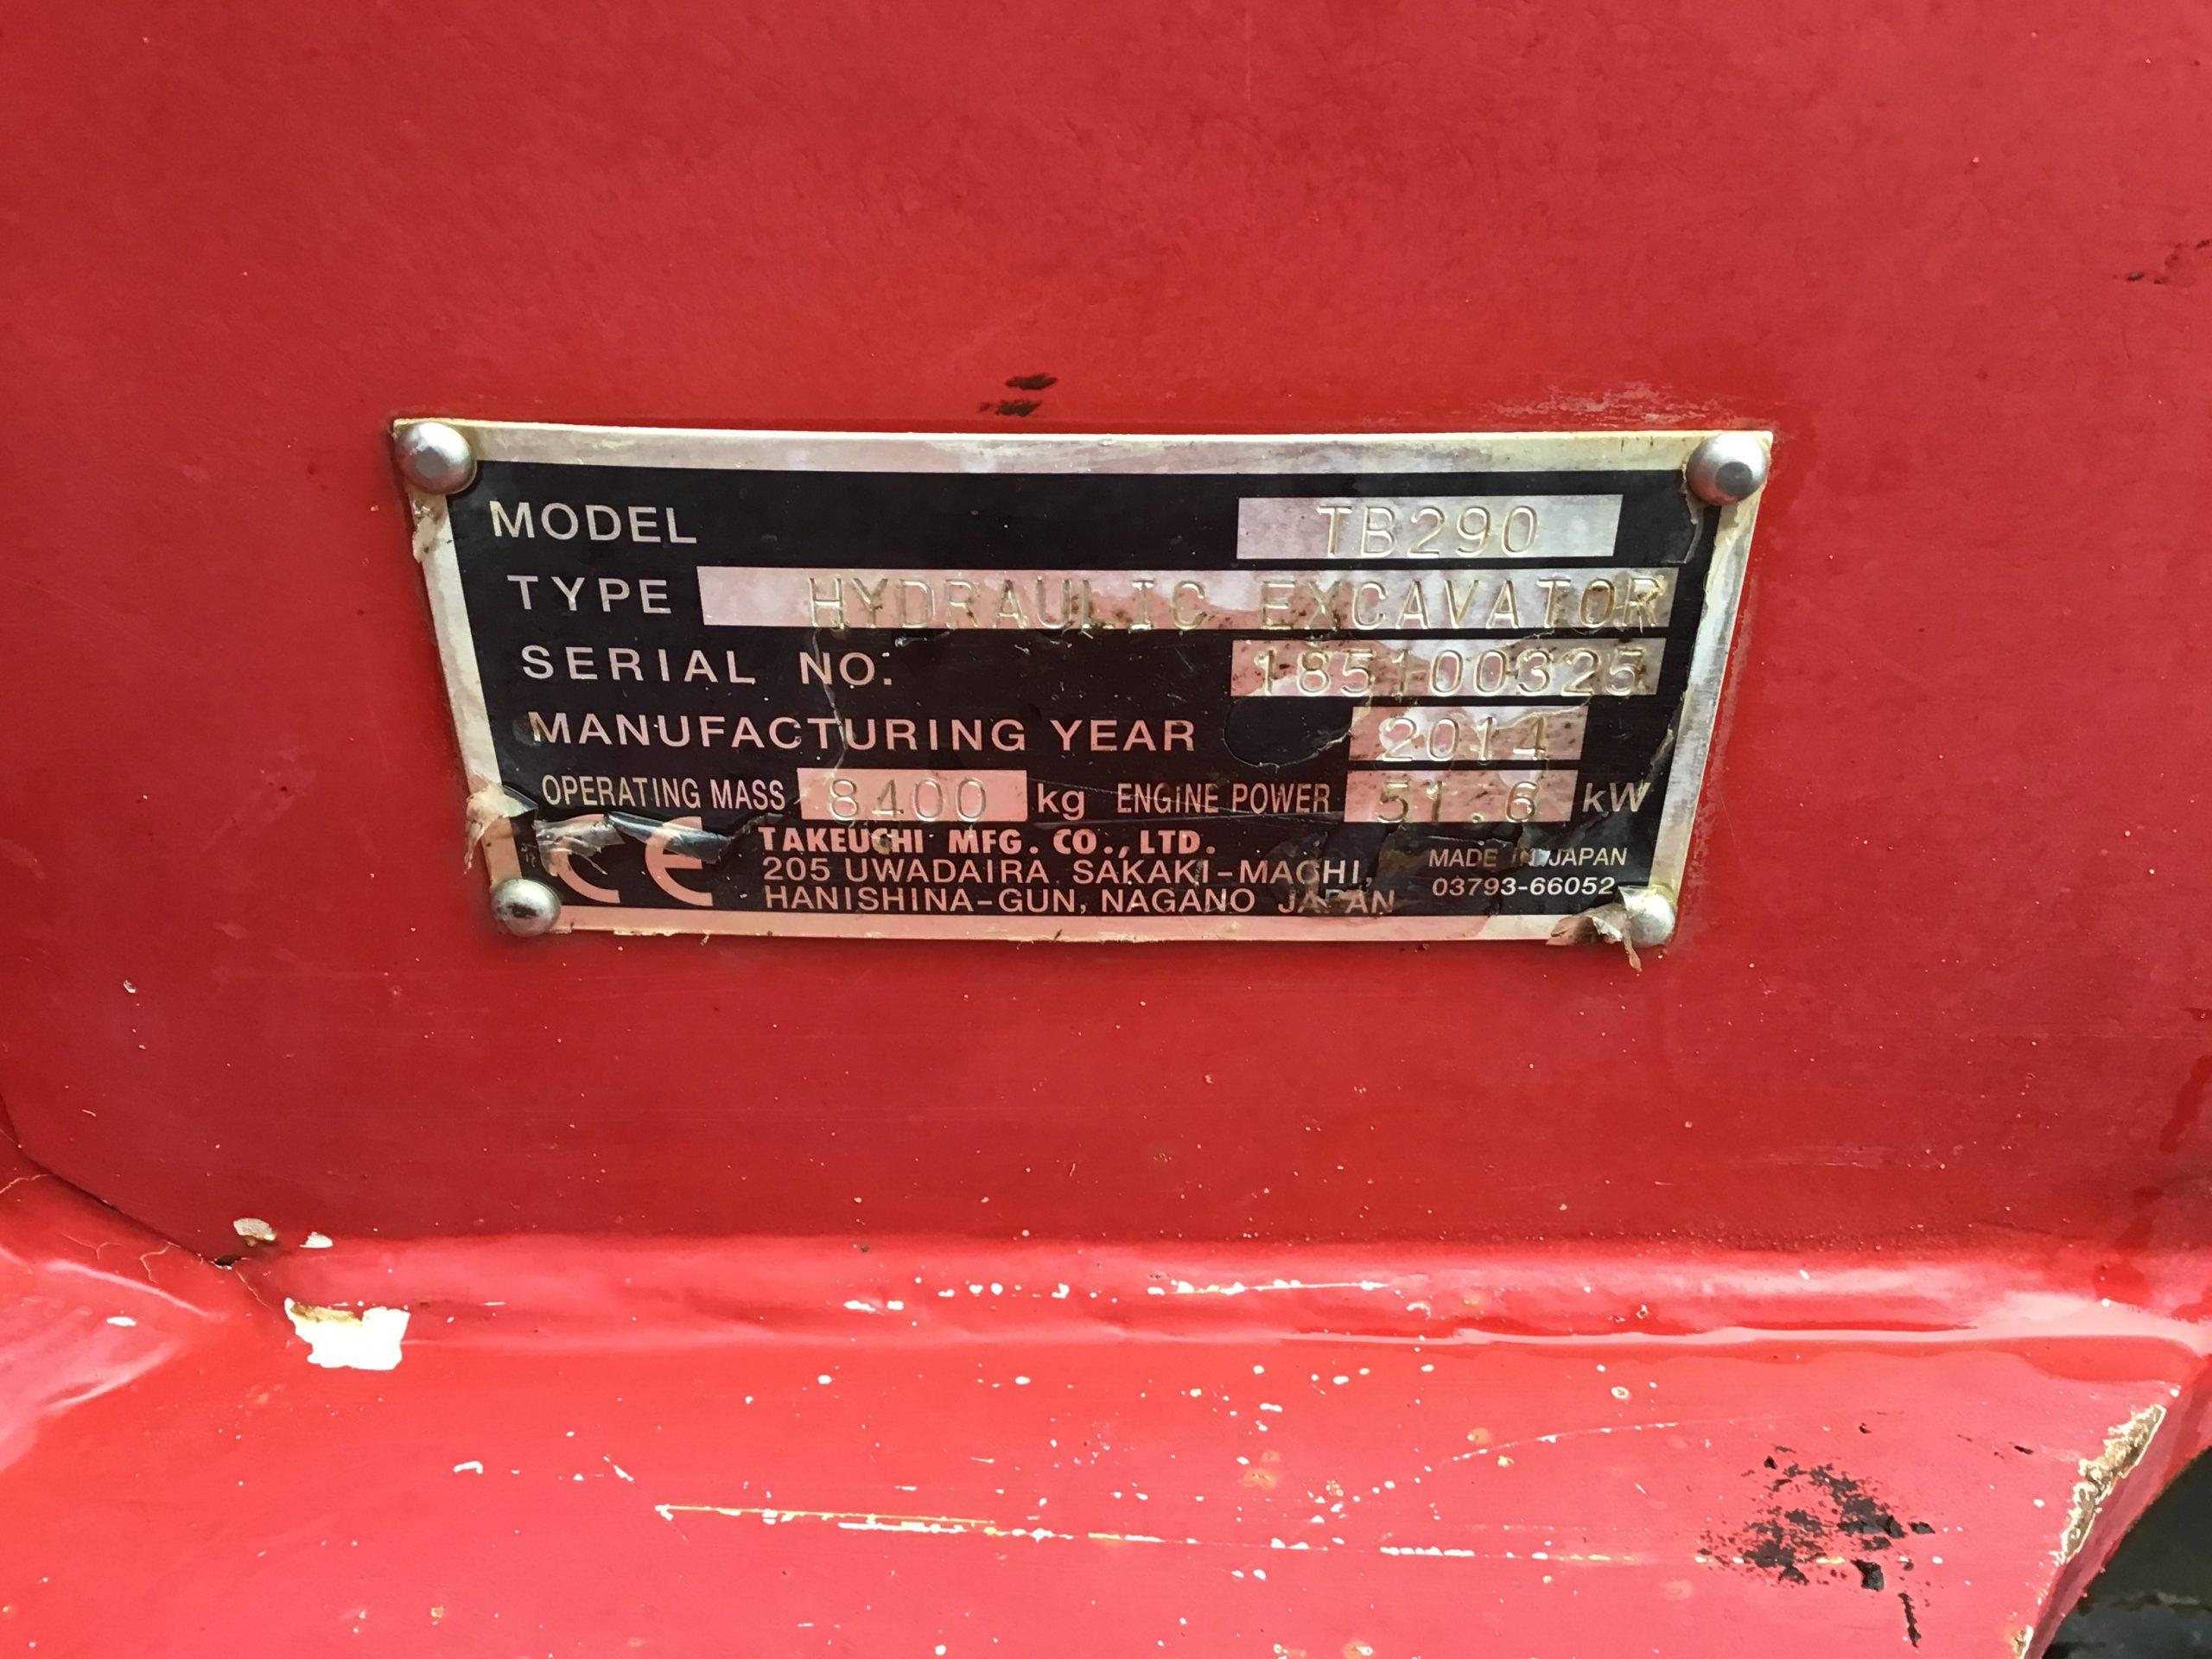 MODEL TB290
TYPE HYDRAULIC EXCAVATOR
SERIAL NO. 185100325
MANUFACTURING YEAR 2014
OPERATING MASS 8400 kg ENGINE POWER 51.6 kW
CE
TAKEUCHI MFG. CO., LTD.
205 UWADAIRA SAKAKI-MACHI,
HANISHINA-GUN, NAGANO JAPAN
MADE IN JAPAN
03793-66052